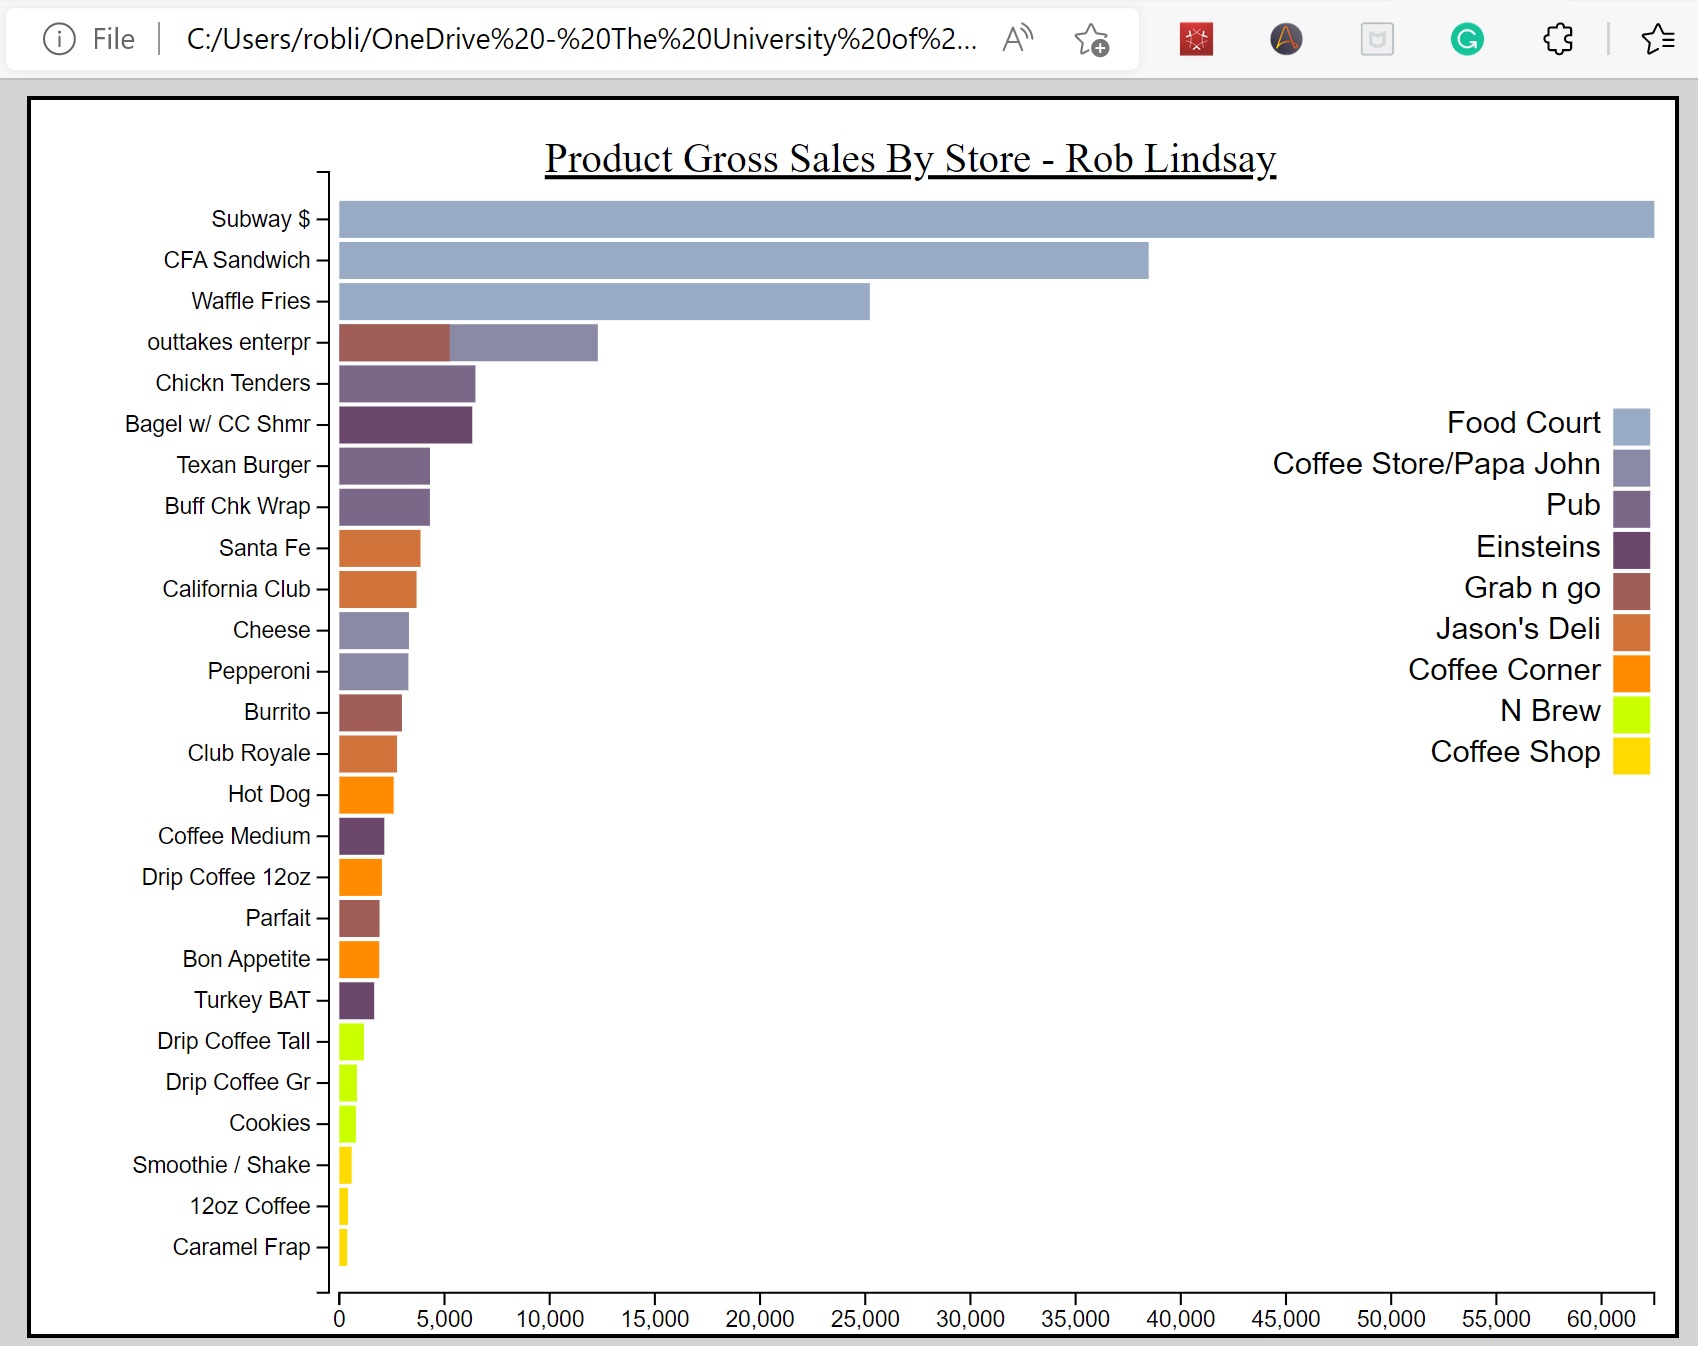 File C:/Users/robli/OneDrive%20-%20The%20University%20of%2...
Product Gross Sales By Store - Rob Lindsay
Subway $
CFA Sandwich
Waffle Fries
outtakes enterpr
Chickn Tenders
Bagel w/ CC Shmr
Texan Burger
Buff Chk Wrap
Santa Fe
California Club
Cheese
Pepperoni
Burrito
Club Royale
Hot Dog
Coffee Medium
Drip Coffee 12oz
Parfait
Bon Appetite
Turkey BAT
Drip Coffee Tall
Drip Coffee Gr
Cookies
Smoothie / Shake
12oz Coffee
Caramel Frap
Food Court
Coffee Store/Papa John
Pub
Einsteins
Grab n go
Jason's Deli
Coffee Corner
N Brew
Coffee Shop
0 5,000 10,000 15,000 20,000 25,000 30,000 35,000 40,000 45,000 50,000 55,000 60,000